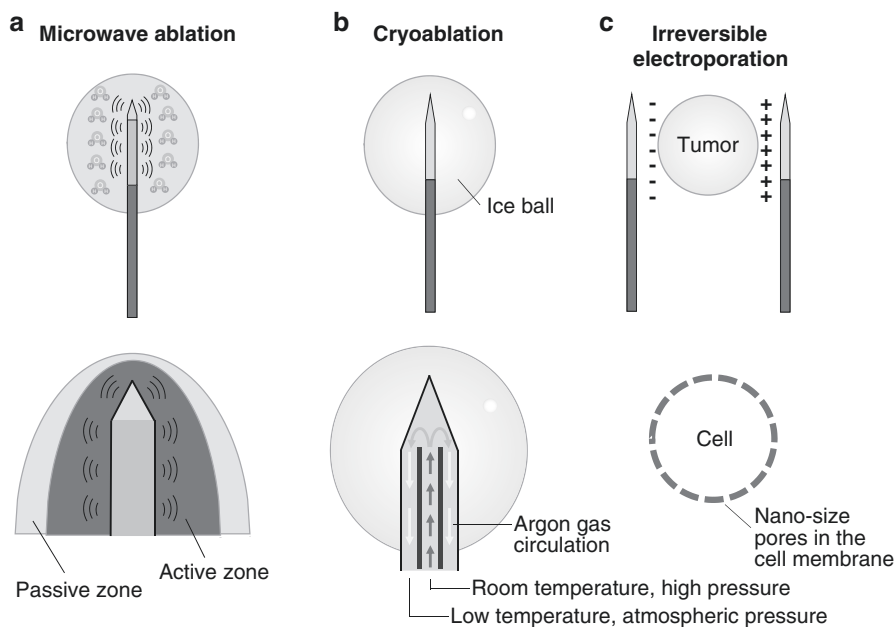 a
Microwave ablation
b
Cryoablation
c
Irreversible
electroporation
Ice ball
- - - - - - -
Tumor
+ + + + + + +
Passive zone
Active zone
Argon gas
circulation
Room temperature, high pressure
Low temperature, atmospheric pressure
Cell
Nano-size
pores in the
cell membrane